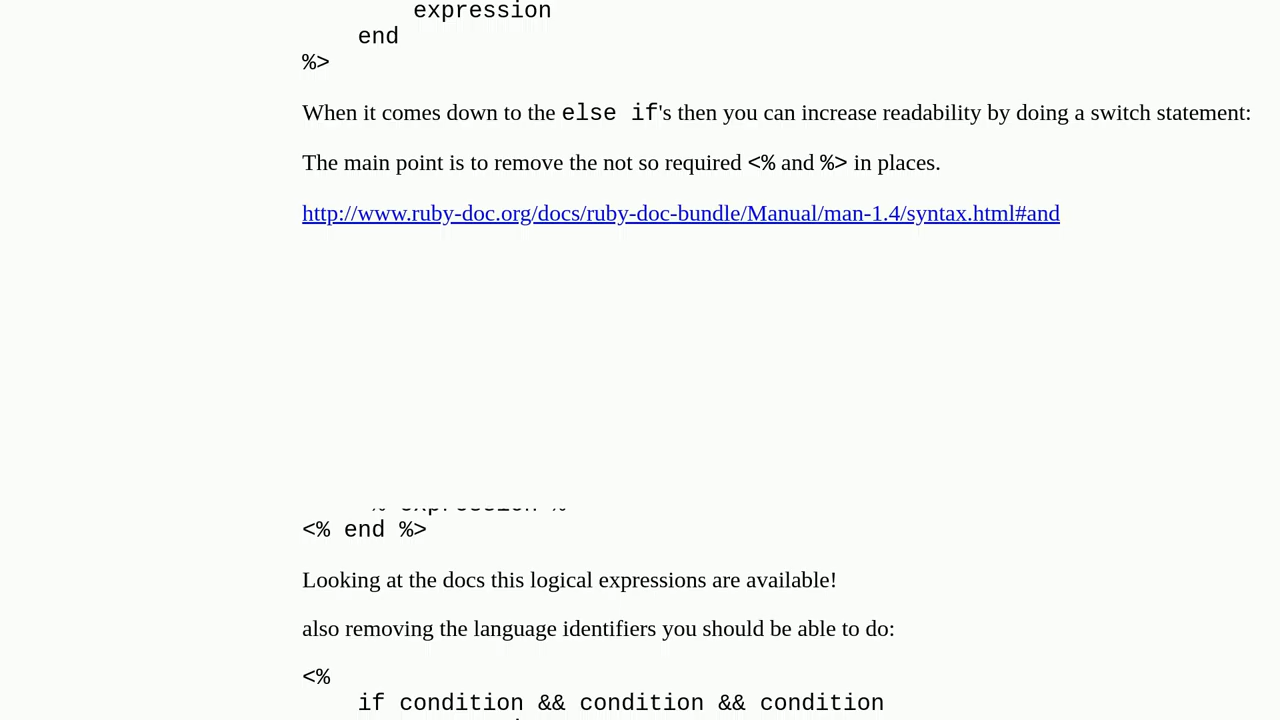 expression
    end
%>
When it comes down to the else if's then you can increase readability by doing a switch statement:
The main point is to remove the not so required <% and %> in places.
http://www.ruby-doc.org/docs/ruby-doc-bundle/Manual/man-1.4/syntax.html#and
<% end %>
Looking at the docs this logical expressions are available!
also removing the language identifiers you should be able to do:
<%
    if condition && condition && condition